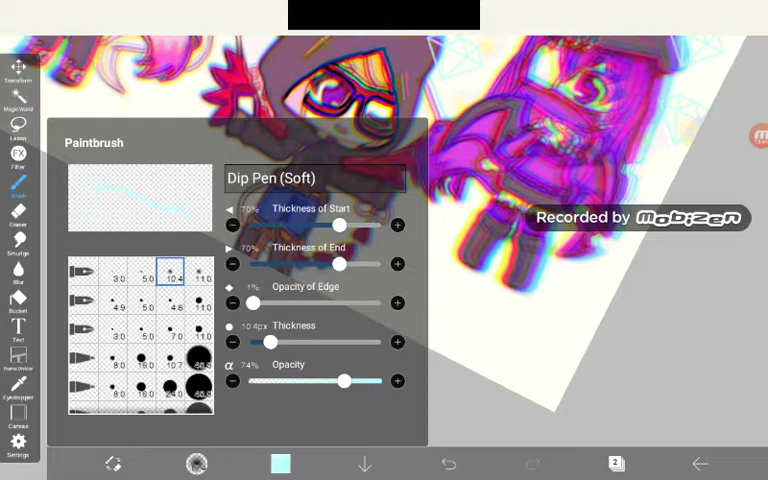 Transform
Magic Wand
Lasso
FX
Filter
Brush
Eraser
Smudge
Blur
Bucket
T
Text
Frame Divider
Eyedropper
Canvas
Settings
Paintbrush
Dip Pen (Soft)
70% Thickness of Start
70% Thickness of End
1% Opacity of Edge
10.4px Thickness
α 74% Opacity
3.0 5.0 10.4 11.0
4.9 5.0 4.8 11.0
3.0 5.0 7.0 11.0
8.0 16.0 10.7
8.0 16.0 24.0
Recorded by mobizen
2